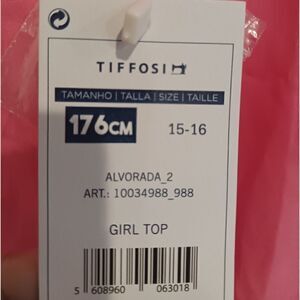 TIFFOSI
TAMANHO | TALLA | SIZE | TAILLE
176CM 15-16
ALVORADA_2
ART.: 10034988_988
GIRL TOP
5 608960 063018